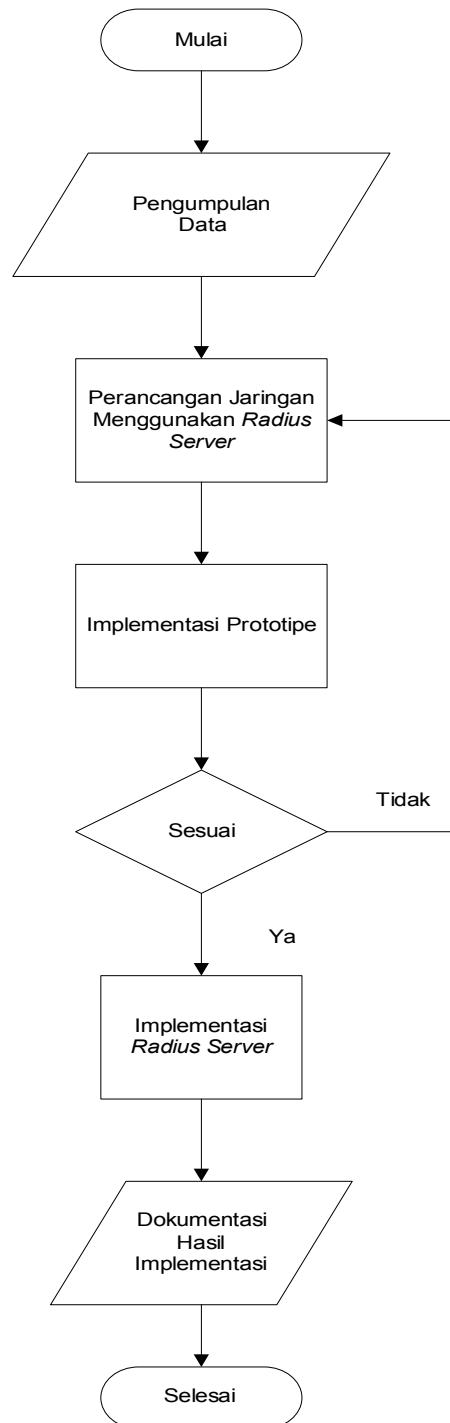 Mulai
Pengumpulan
Data
Perancangan Jaringan
Menggunakan Radius
Server
Implementasi Prototipe
Sesuai
Tidak
Ya
Implementasi
Radius Server
Dokumentasi
Hasil
Implementasi
Selesai